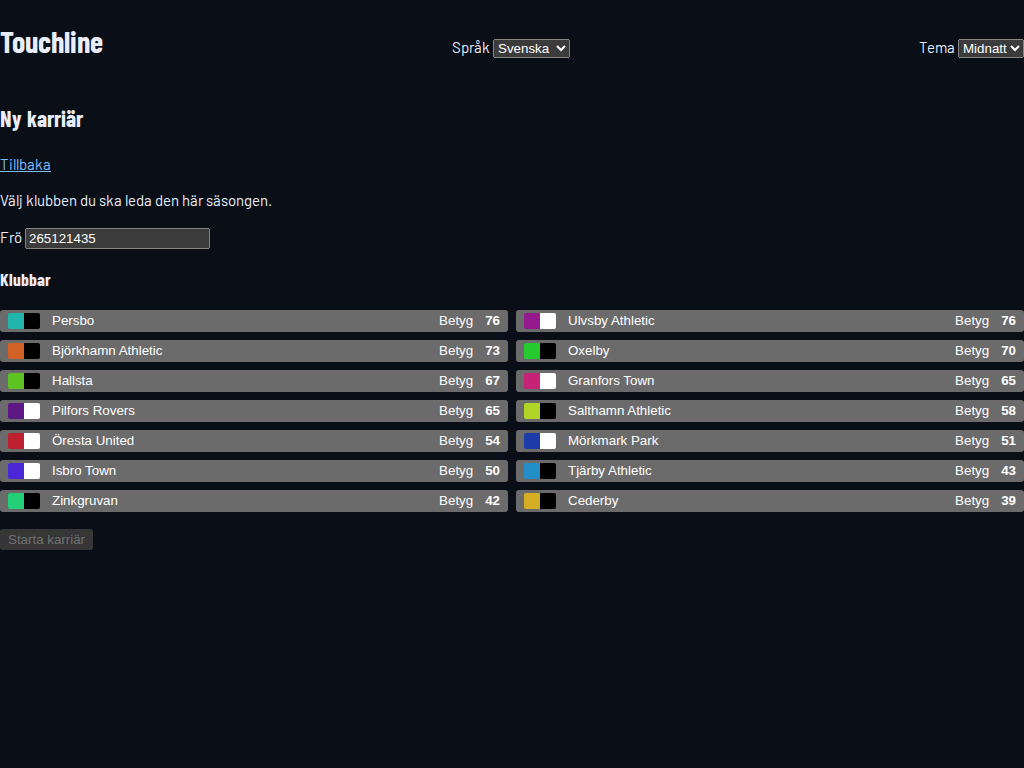 Touchline
Språk Svenska
Tema Midnatt
Ny karriär
Tillbaka
Välj klubben du ska leda den här säsongen.
Frö 265121435
Klubbar
Persbo Betyg 76
Ulvsby Athletic Betyg 76
Björkhamn Athletic Betyg 73
Oxelby Betyg 70
Hallsta Betyg 67
Granfors Town Betyg 65
Pilfors Rovers Betyg 65
Salthamn Athletic Betyg 58
Öresta United Betyg 54
Mörkmark Park Betyg 51
Isbro Town Betyg 50
Tjärby Athletic Betyg 43
Zinkgruvan Betyg 42
Cederby Betyg 39
Starta karriär